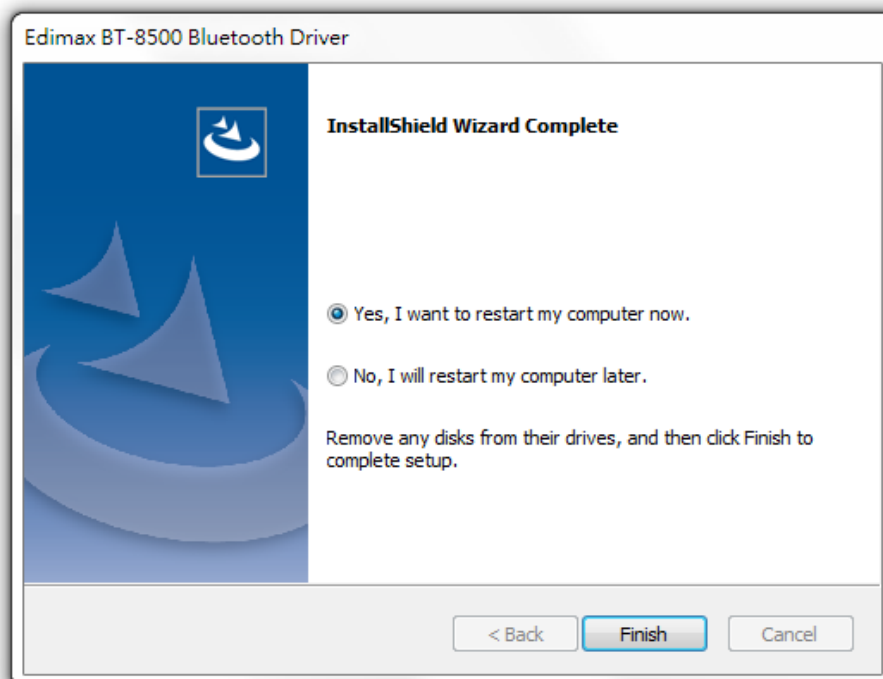 Edimax BT-8500 Bluetooth Driver
InstallShield Wizard Complete
Yes, I want to restart my computer now.
No, I will restart my computer later.
Remove any disks from their drives, and then click Finish to
complete setup.
< Back
Finish
Cancel